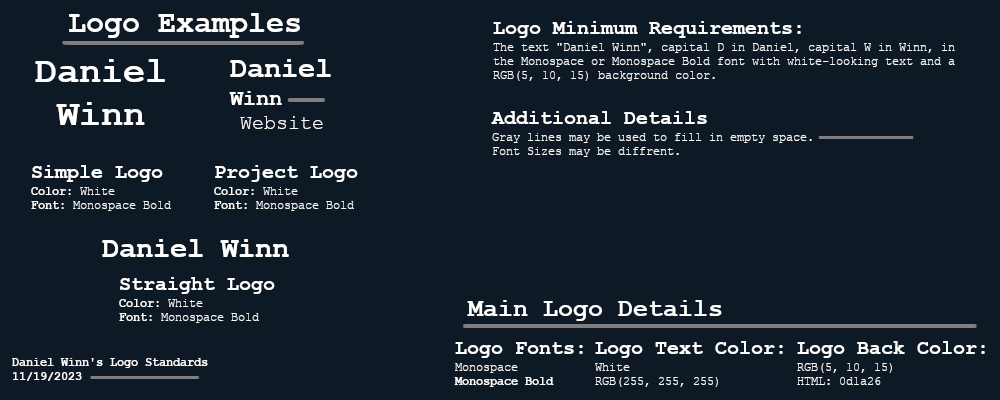 Logo Examples
Daniel
Winn
Daniel
Winn
Website
Simple Logo
Color: White
Font: Monospace Bold
Project Logo
Color: White
Font: Monospace Bold
Daniel Winn
Straight Logo
Color: White
Font: Monospace Bold
Daniel Winn's Logo Standards
11/19/2023
Logo Minimum Requirements:
The text "Daniel Winn", capital D in Daniel, capital W in Winn, in
the Monospace or Monospace Bold font with white-looking text and a
RGB(5, 10, 15) background color.
Additional Details
Gray lines may be used to fill in empty space.
Font Sizes may be diffrent.
Main Logo Details
Logo Fonts:
Monospace
Monospace Bold
Logo Text Color:
White
RGB(255, 255, 255)
Logo Back Color:
RGB(5, 10, 15)
HTML: 0d1a26